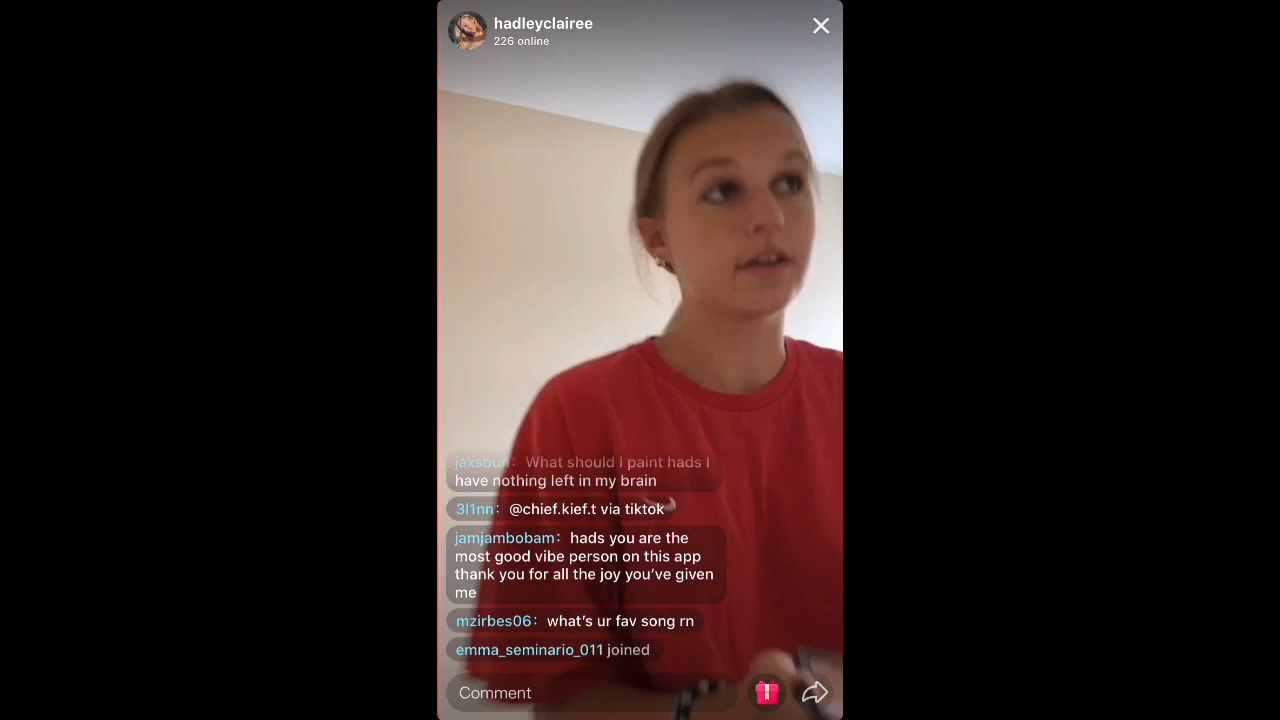 hadleyclairee
226 online
jaxsbun: What should I paint hads I
have nothing left in my brain
3l1nn: @chief.kief.t via tiktok
jamjambobam: hads you are the
most good vibe person on this app
thank you for all the joy you’ve given
me
mzirbes06: what’s ur fav song rn
emma_seminario_011 joined
Comment